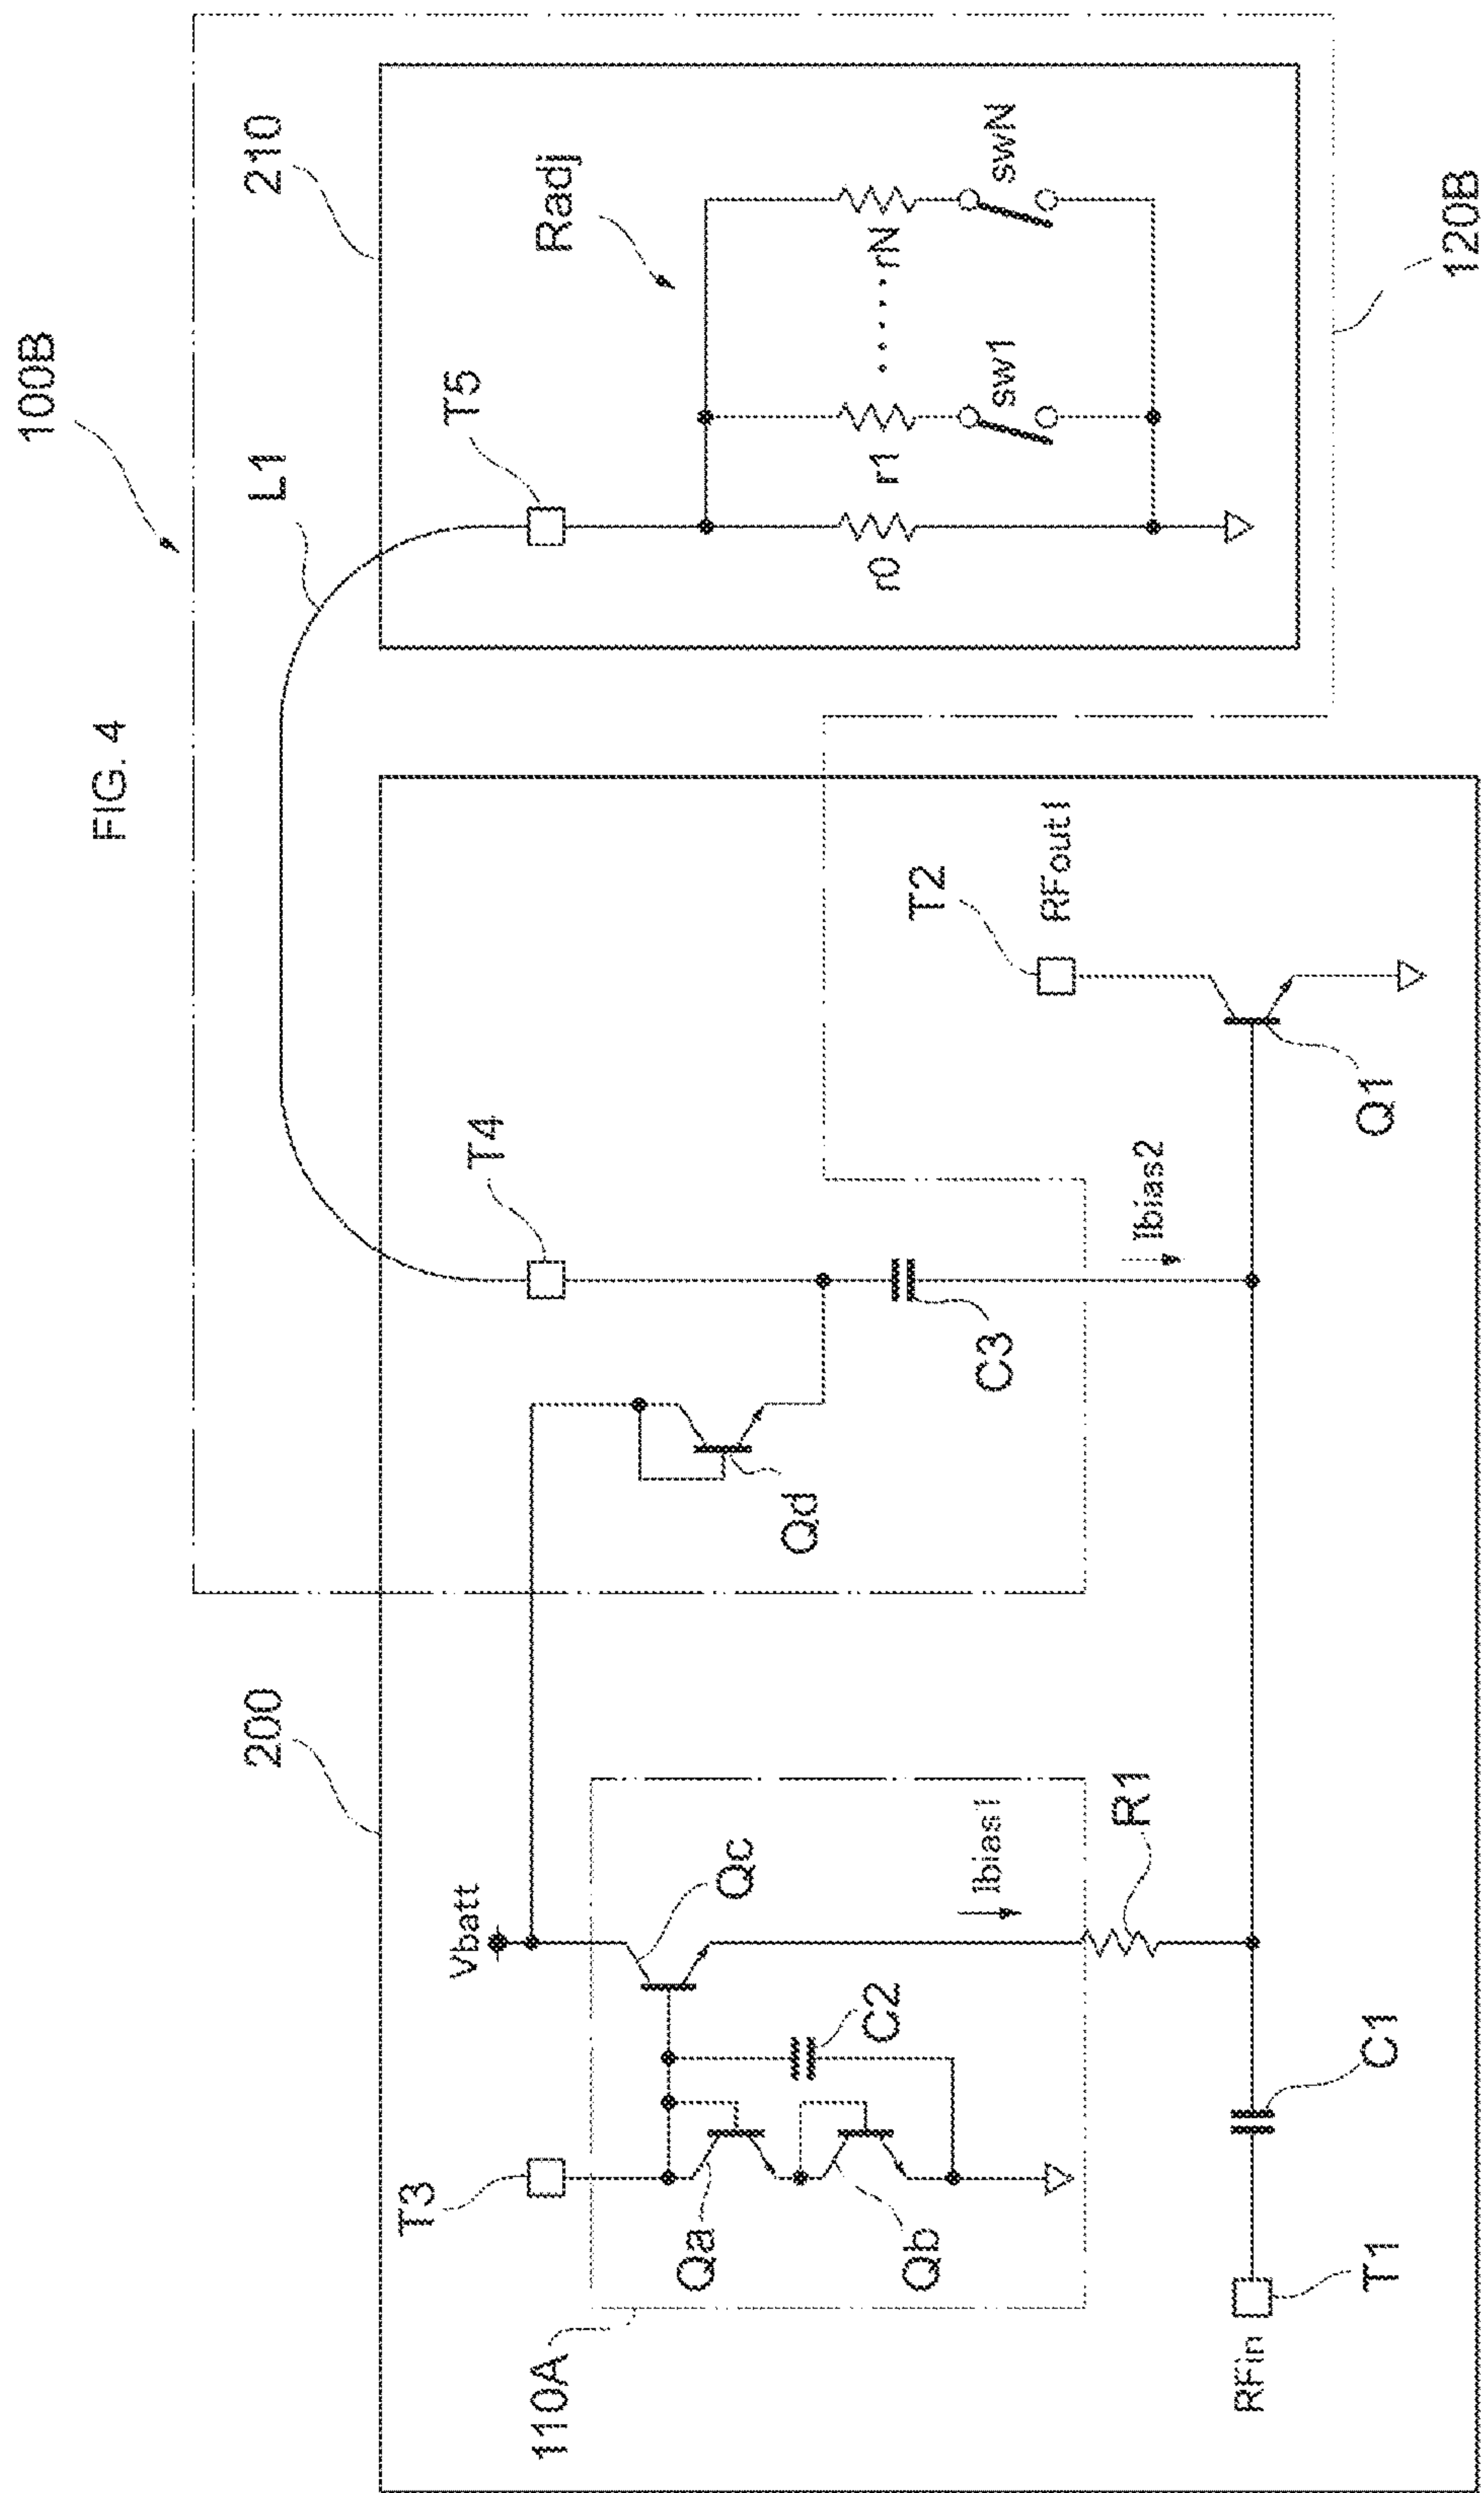 FIG. 4
100B
200
L1
210
T3
Vbatt
T4
T5
Radj
110A
Qa
Qb
Qc
C2
Qd
Ibias1
R1
C3
Ibias2
T2
RFout1
r0
r1
rN
sw1
swN
RFin
T1
C1
Q1
120B